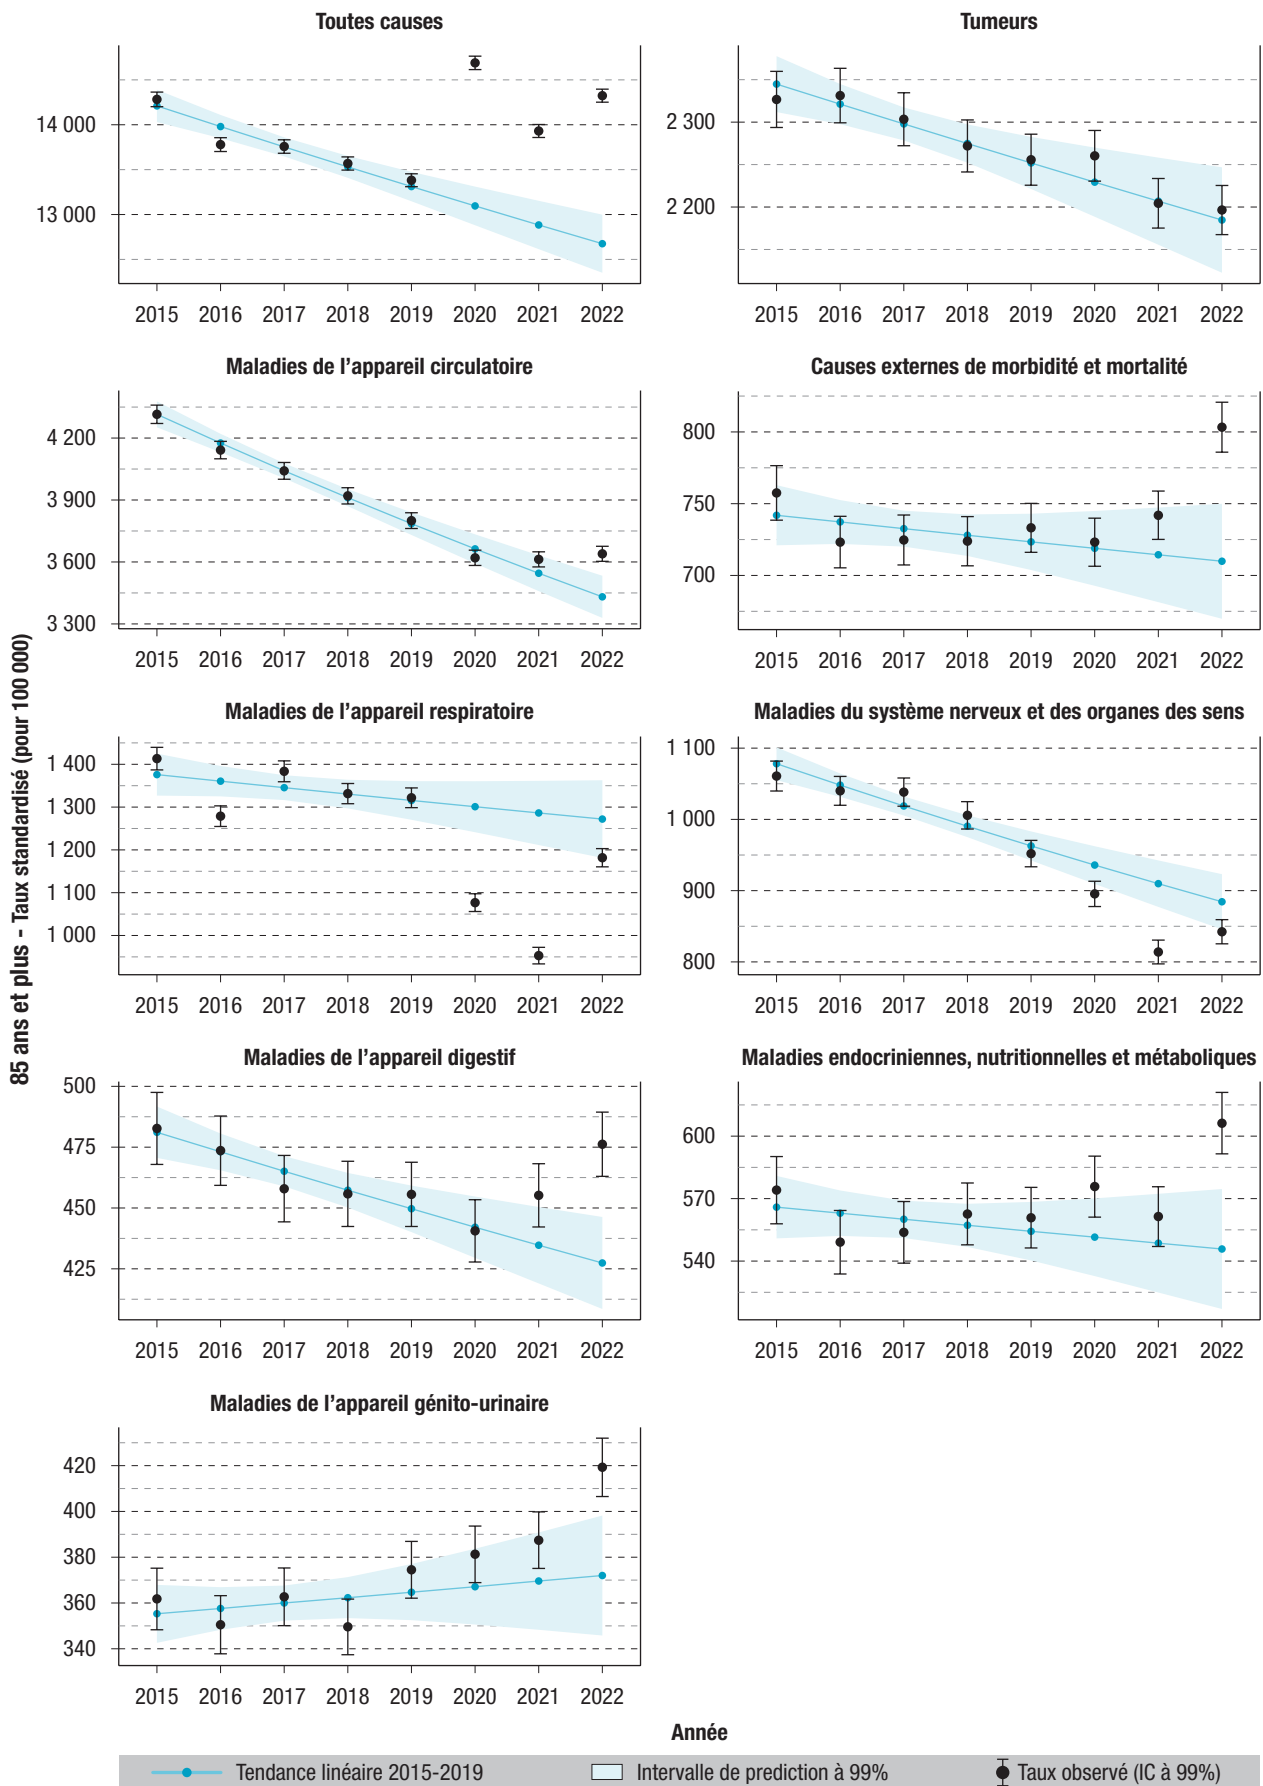 85 ans et plus - Taux standardisé (pour 100 000)
Toutes causes
14 000
13 000
2015 2016 2017 2018 2019 2020 2021 2022
Tumeurs
2 300
2 200
2015 2016 2017 2018 2019 2020 2021 2022
Maladies de l'appareil circulatoire
4 200
3 900
3 600
3 300
2015 2016 2017 2018 2019 2020 2021 2022
Causes externes de morbidité et mortalité
800
750
700
2015 2016 2017 2018 2019 2020 2021 2022
Maladies de l'appareil respiratoire
1 400
1 300
1 200
1 100
1 000
2015 2016 2017 2018 2019 2020 2021 2022
Maladies du système nerveux et des organes des sens
1 100
1 000
900
800
2015 2016 2017 2018 2019 2020 2021 2022
Maladies de l'appareil digestif
500
475
450
425
2015 2016 2017 2018 2019 2020 2021 2022
Maladies endocriniennes, nutritionnelles et métaboliques
600
570
540
2015 2016 2017 2018 2019 2020 2021 2022
Maladies de l'appareil génito-urinaire
420
400
380
360
340
2015 2016 2017 2018 2019 2020 2021 2022
Année
Tendance linéaire 2015-2019 Intervalle de prediction à 99% Taux observé (IC à 99%)